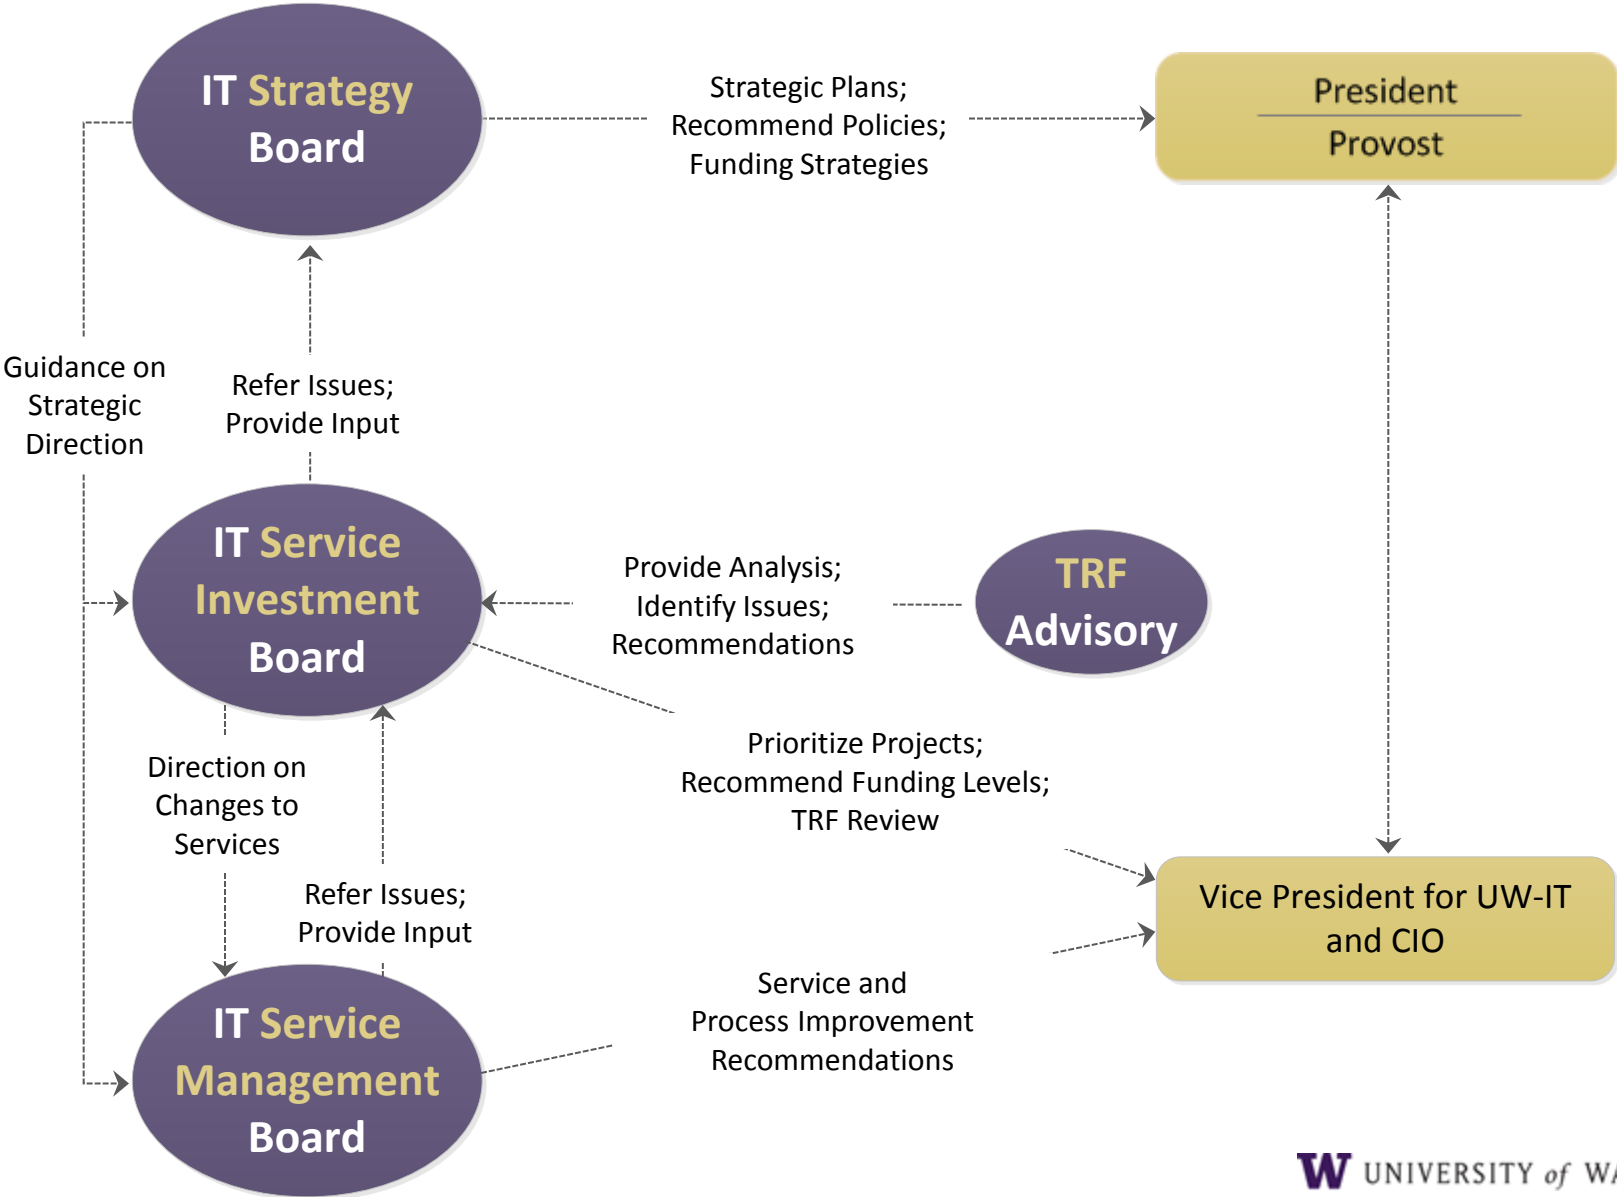 IT Strategy
Board
Strategic Plans;
Recommend Policies;
Funding Strategies
President
Provost
Guidance on
Strategic
Direction
Refer Issues;
Provide Input
IT Service
Investment
Board
Provide Analysis;
Identify Issues;
Recommendations
TRF
Advisory
Prioritize Projects;
Recommend Funding Levels;
TRF Review
Direction on
Changes to
Services
Refer Issues;
Provide Input
Vice President for UW-IT
and CIO
IT Service
Management
Board
Service and
Process Improvement
Recommendations
W UNIVERSITY of